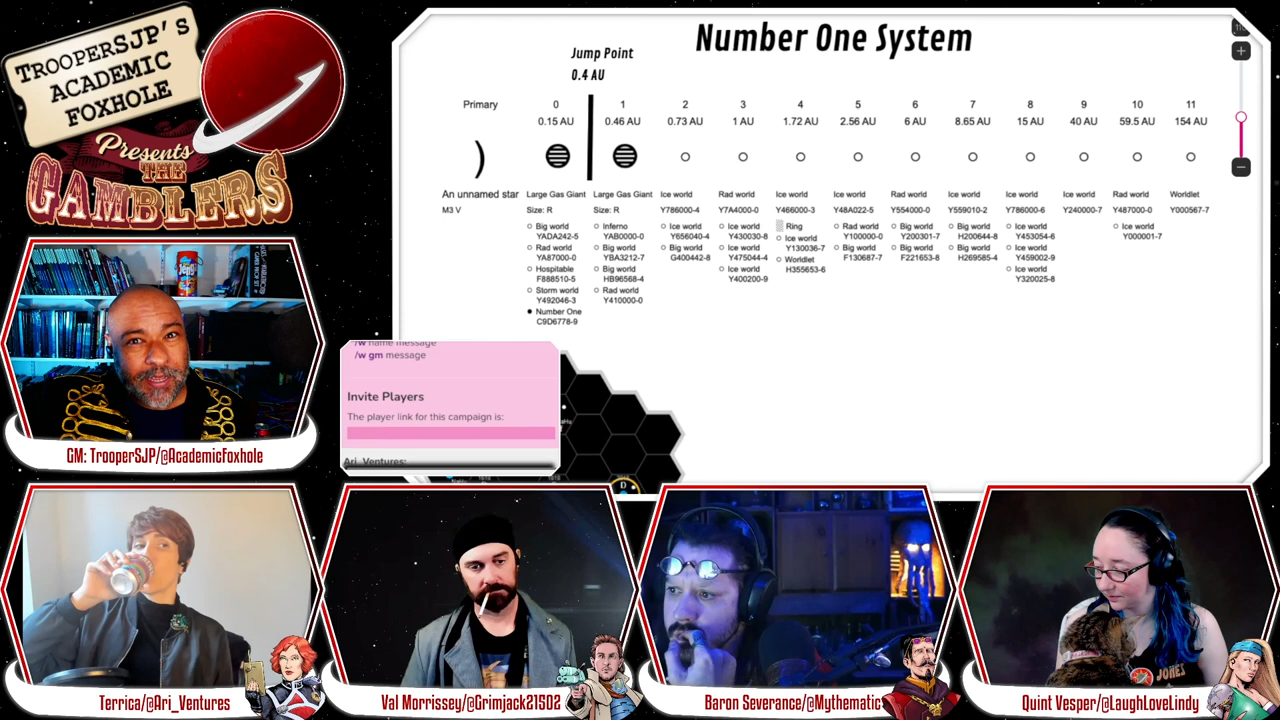 TROOPERSJP'S
ACADEMIC
FOXHOLE
Presents
THE
GAMBLERS
Number One System
Jump Point
0.4 AU
Primary 0 1 2 3 4 5 6 7 8 9 10 11
0.15 AU 0.46 AU 0.73 AU 1 AU 1.72 AU 2.56 AU 6 AU 8.65 AU 15 AU 40 AU 59.5 AU 154 AU
An unnamed star Large Gas Giant Large Gas Giant Ice world Rad world Ice world Ice world Rad world Ice world Ice world Ice world Rad world Worldlet
M3 V Size: R Size: R Y786000-4 Y7A4000-0 Y466000-3 Y48A022-5 Y554000-0 Y559010-2 Y786000-6 Y240000-7 Y487000-0 Y000567-7
Big world Inferno Ice world Ice world Ring Rad world Big world Big world Ice world Ice world
YADA242-5 YAB0000-0 Y656040-4 Y430030-8 Ice world Y100000-0 Y200301-7 H200644-8 Y453054-6 Y000001-7
Rad world Big world Big world Ice world Y130036-7 Big world Big world Big world Ice world
YA87000-0 YBA3212-7 G400442-8 Y475044-4 Worldlet F130687-7 F221653-8 H269585-4 Y459002-9
Hospitable Big world Ice world H355653-6 Ice world
F888510-5 HB96568-4 Y400200-9 Y320025-8
Storm world Rad world
Y492046-3 Y410000-0
Number One
C9D6778-9
/w name message
/w gm message
Invite Players
The player link for this campaign is:
Ari_Ventures:
D
Jenga
JONES
GM: TrooperSJP/@AcademicFoxhole
Terrica/@Ari_Ventures
Val Morrissey/@Grimjack21502
Baron Severance/@Mythematic
Quint Vesper/@LaughLoveLindy